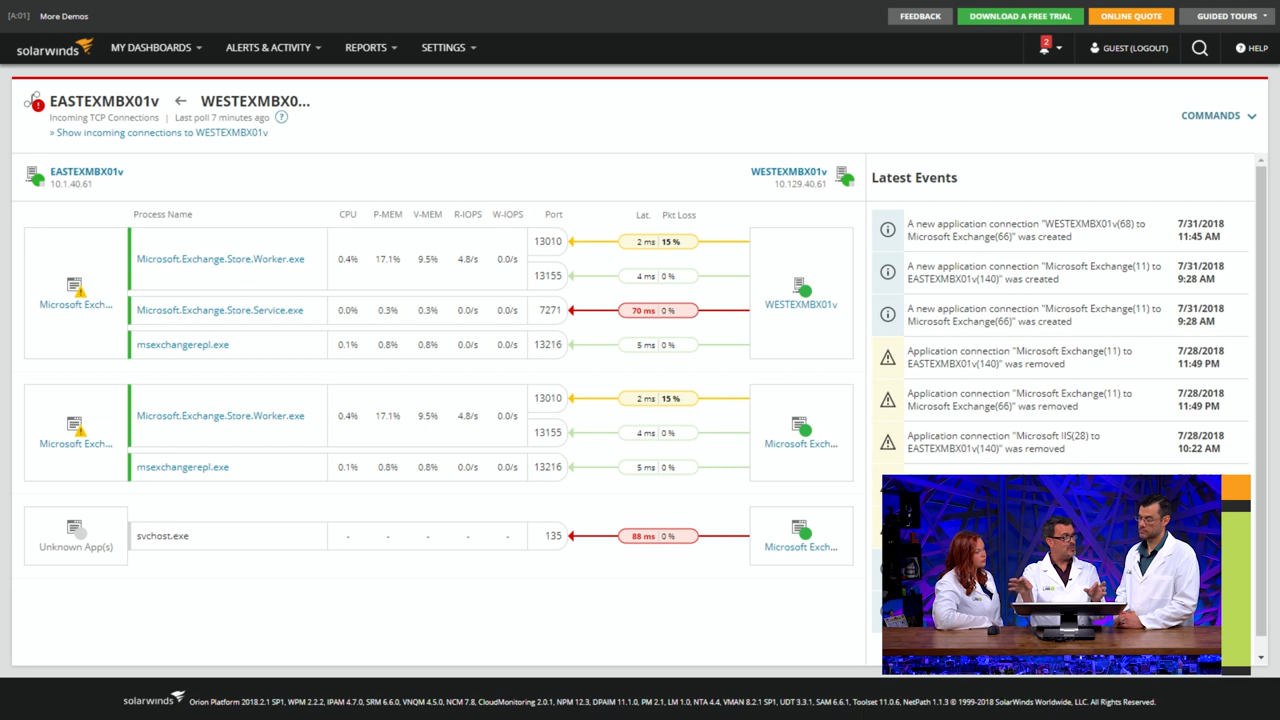 [A:01] More Demos
FEEDBACK
DOWNLOAD A FREE TRIAL
ONLINE QUOTE
GUIDED TOURS
solarwinds
MY DASHBOARDS
ALERTS & ACTIVITY
REPORTS
SETTINGS
2
GUEST (LOGOUT)
? HELP
EASTEXMBX01v ← WESTEXMBX0...
Incoming TCP Connections | Last poll 7 minutes ago ?
» Show incoming connections to WESTEXMBX01v
COMMANDS
EASTEXMBX01v
10.1.40.61
WESTEXMBX01v
10.129.40.61
Process Name CPU P-MEM V-MEM R-IOPS W-IOPS Port Lat. Pkt Loss
Microsoft Exch...
Microsoft.Exchange.Store.Worker.exe 0.4% 17.1% 9.5% 4.8/s 0.0/s
13010 2 ms 15 %
13155 4 ms 0 %
Microsoft.Exchange.Store.Service.exe 0.0% 0.3% 0.3% 0.0/s 0.0/s 7271 70 ms 0 %
msexchangerepl.exe 0.1% 0.8% 0.8% 0.0/s 0.0/s 13216 5 ms 0 %
WESTEXMBX01v
Microsoft Exch...
Microsoft.Exchange.Store.Worker.exe 0.4% 17.1% 9.5% 4.8/s 0.0/s
13010 2 ms 15 %
13155 4 ms 0 %
msexchangerepl.exe 0.1% 0.8% 0.8% 0.0/s 0.0/s 13216 5 ms 0 %
Microsoft Exch...
Unknown App(s)
svchost.exe - - - - - 135 88 ms 0 %
Microsoft Exch...
Latest Events
A new application connection "WESTEXMBX01v(68) to 7/31/2018
Microsoft Exchange(66)" was created 11:45 AM
A new application connection "Microsoft Exchange(11) to 7/31/2018
EASTEXMBX01v(140) was created 9:28 AM
A new application connection "Microsoft Exchange(11) to 7/31/2018
Microsoft Exchange(66)" was created 9:28 AM
Application connection "Microsoft Exchange(11) to 7/28/2018
EASTEXMBX01v(140) was removed 11:49 PM
Application connection "Microsoft Exchange(11) to 7/28/2018
Microsoft Exchange(66)" was removed 11:49 PM
Application connection "Microsoft IIS(28) to 7/28/2018
EASTEXMBX01v(140) was removed 10:22 AM
solarwinds Orion Platform 2018.2.1 SP1, WPM 2.2.2, IPAM 4.7.0, SRM 6.6.0, VNQM 4.5.0, NCM 7.8, CloudMonitoring 2.0.1, NPM 12.3, DPAIM 11.1.0, PM 2.1, LM 1.0, NTA 4.4, VMAN 8.2.1 SP1, UDT 3.3.1, SAM 6.6.1, Toolset 11.0.6, NetPath 1.1.3 © 1999-2018 SolarWinds Worldwide, LLC. All Rights Reserved.